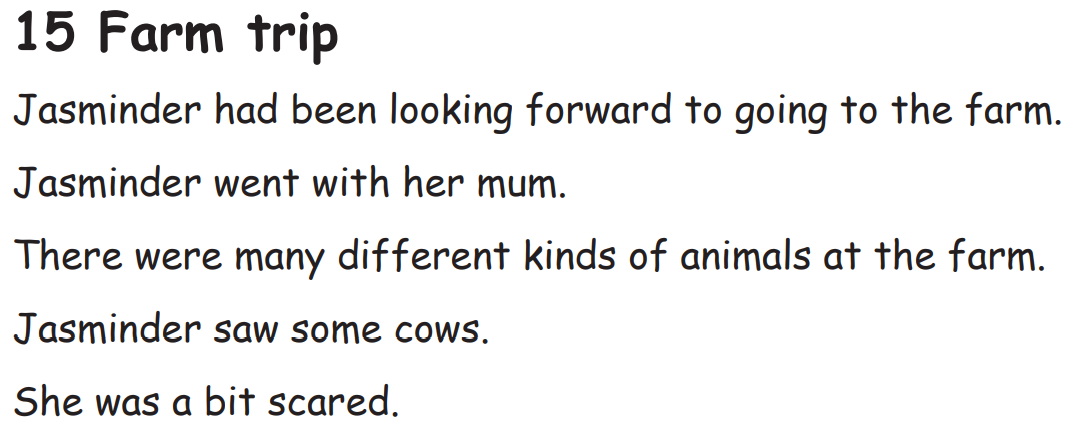 15 Farm trip
Jasminder had been looking forward to going to the farm.
Jasminder went with her mum.
There were many different kinds of animals at the farm.
Jasminder saw some cows.
She was a bit scared.